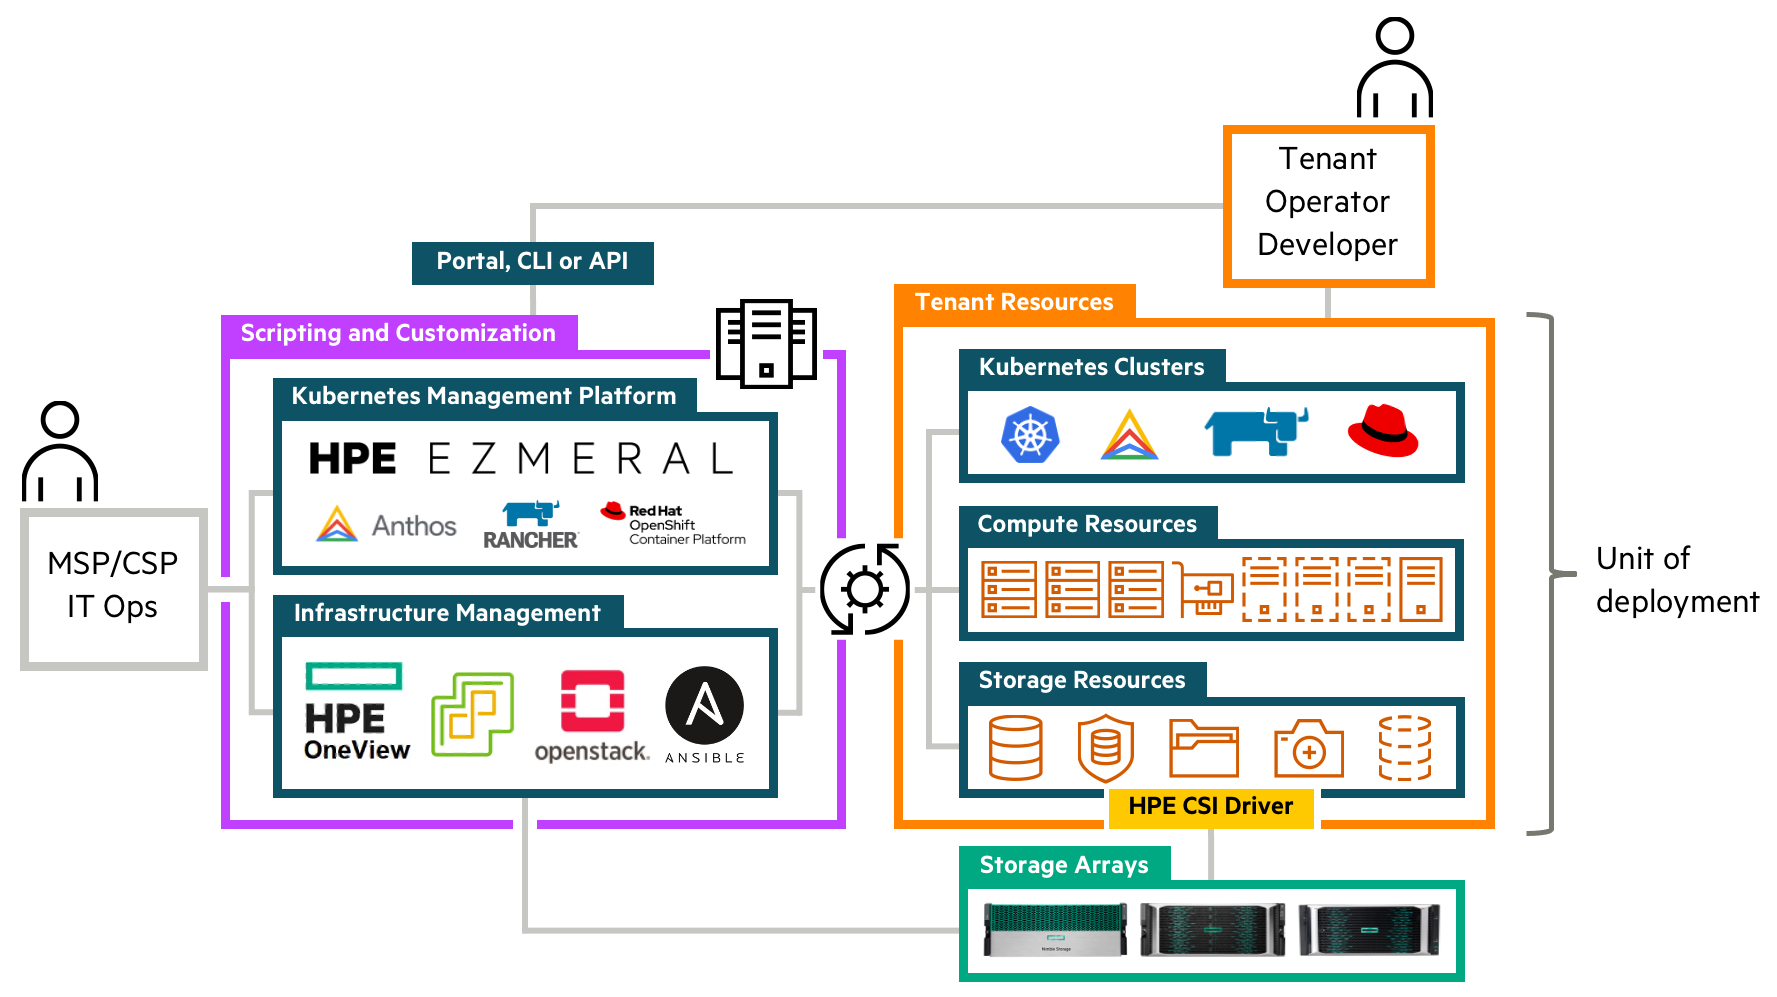 Tenant
Operator
Developer
Portal, CLI or API
Tenant Resources
Scripting and Customization
Kubernetes Management Platform
HPE EZMERAL
Anthos
RANCHER
Red Hat
OpenShift
Container Platform
MSP/CSP
IT Ops
Infrastructure Management
HPE
OneView
openstack.
ANSIBLE
Kubernetes Clusters
Compute Resources
Storage Resources
HPE CSI Driver
Unit of
deployment
Storage Arrays
Nimble Storage